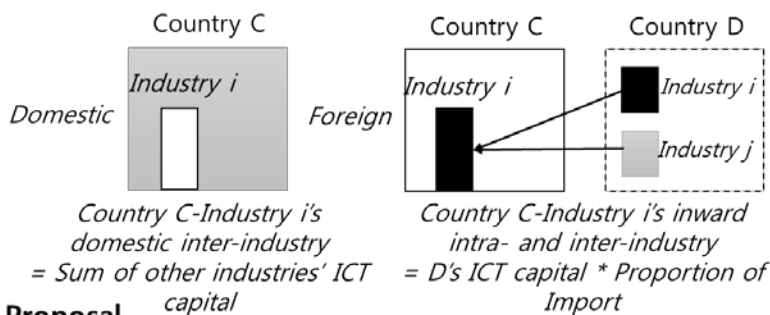 Country C
Industry i
Domestic
Country C-Industry i's
domestic inter-industry
= Sum of other industries' ICT
capital
Country C
Country D
Industry i
Foreign
Industry i
Industry j
Country C-Industry i's inward
intra- and inter-industry
= D's ICT capital * Proportion of
Import
Proposal